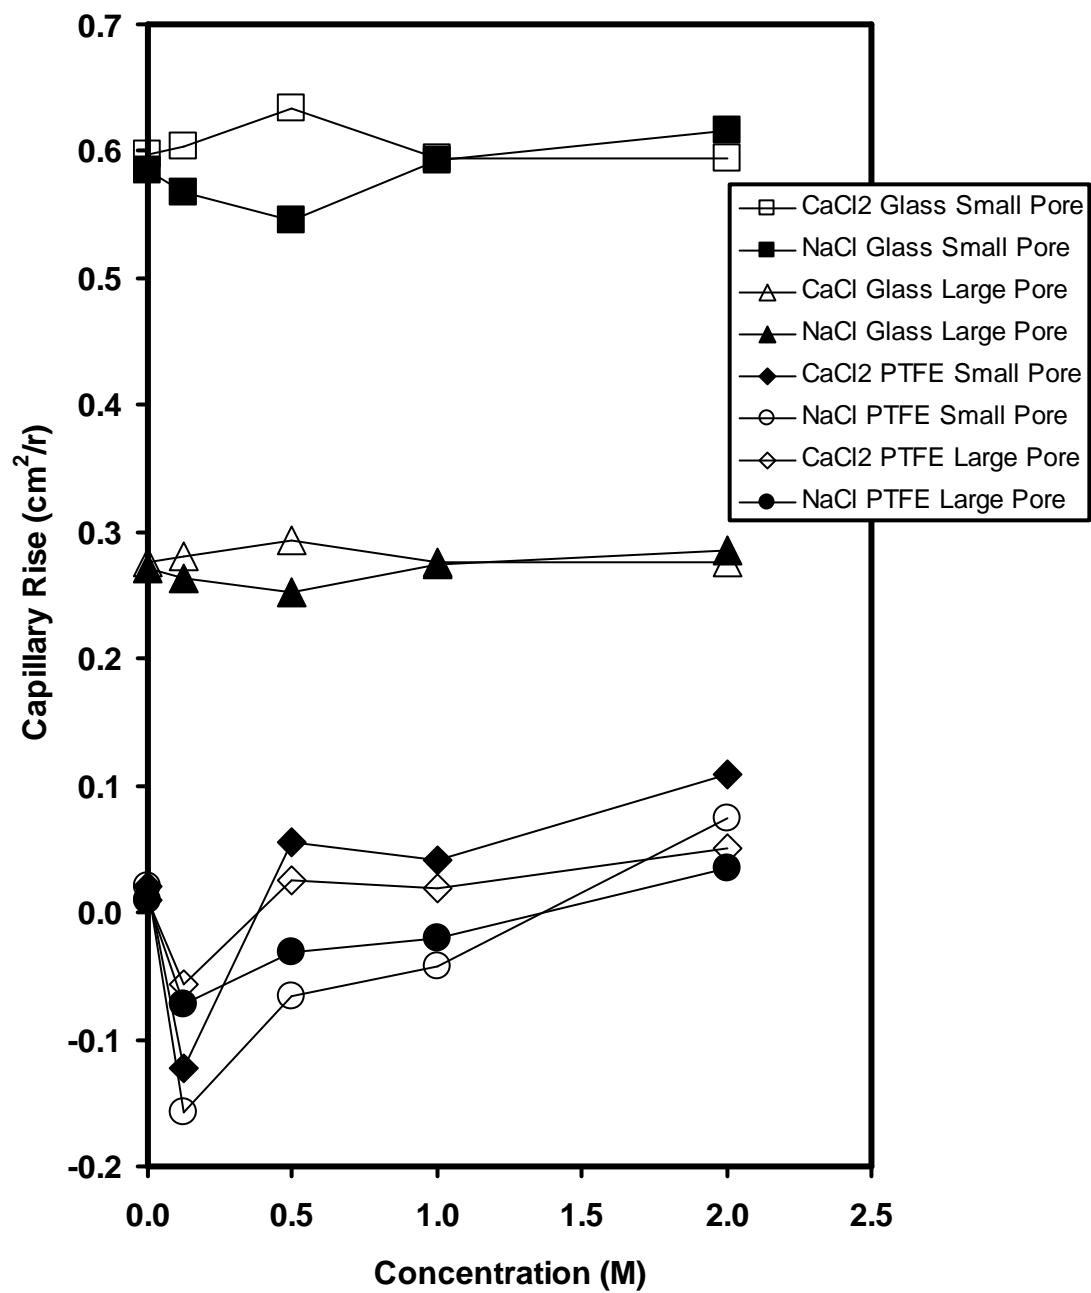 0.7
0.6
0.5
0.4
0.3
0.2
0.1
0.0
-0.1
-0.2
Capillary Rise (cm²/r)
CaCl2 Glass Small Pore
NaCl Glass Small Pore
CaCl Glass Large Pore
NaCl Glass Large Pore
CaCl2 PTFE Small Pore
NaCl PTFE Small Pore
CaCl2 PTFE Large Pore
NaCl PTFE Large Pore
0.0 0.5 1.0 1.5 2.0 2.5
Concentration (M)